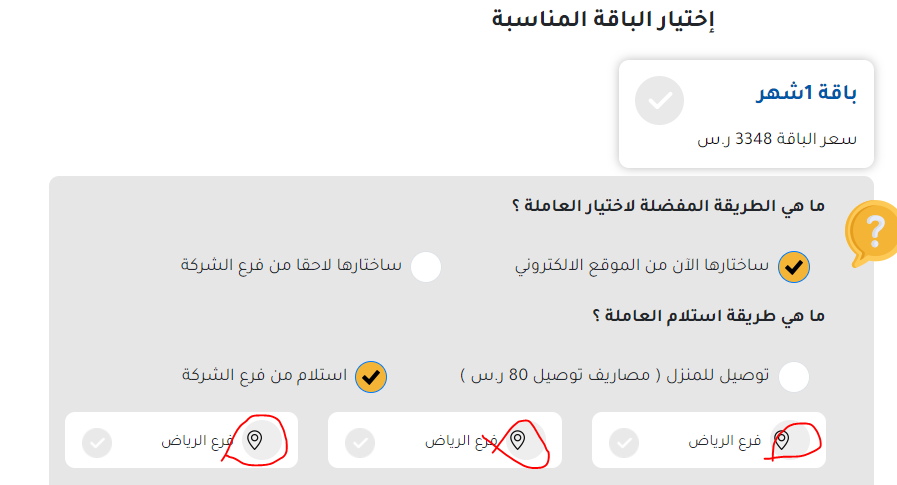 إختيار الباقة المناسبة
باقة 1شهر
سعر الباقة 3348 ر.س
ما هي الطريقة المفضلة لاختيار العاملة ؟
ساختارها الآن من الموقع الالكتروني
ساختارها لاحقا من فرع الشركة
ما هي طريقة استلام العاملة ؟
توصيل للمنزل ( مصاريف توصيل 80 ر.س )
استلام من فرع الشركة
فرع الرياض
فرع الرياض
فرع الرياض